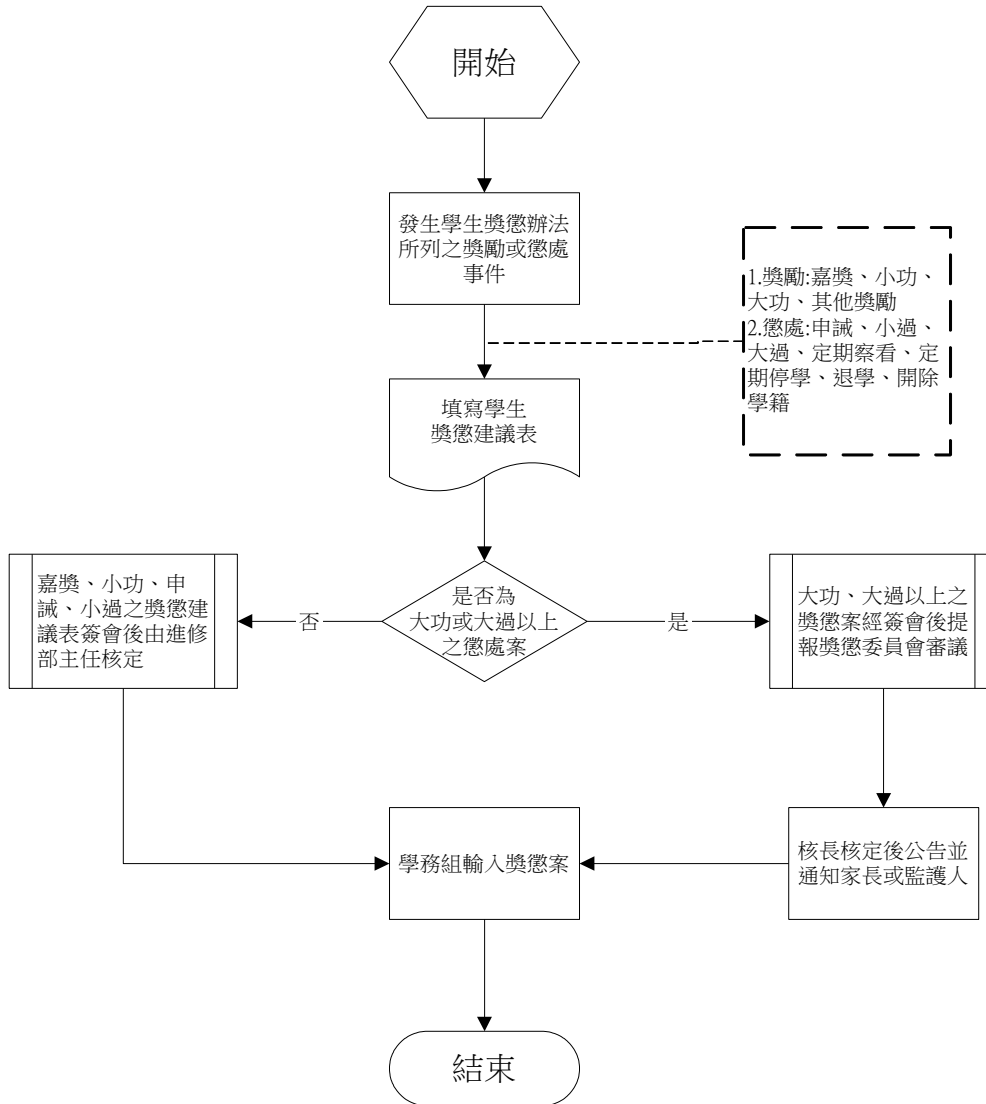 開始
發生學生獎懲辦法
所列之獎勵或懲處
事件
1.獎勵:嘉獎、小功、
大功、其他獎勵
2.懲處:申誡、小過、
大過、定期察看、定
期停學、退學、開除
學籍
填寫學生
獎懲建議表
是否為
大功或大過以上
之懲處案
否
是
嘉獎、小功、申
誡、小過之獎懲建
議表簽會後由進修
部主任核定
大功、大過以上之
獎懲案經簽會後提
報獎懲委員會審議
學務組輸入獎懲案
核長核定後公告並
通知家長或監護人
結束